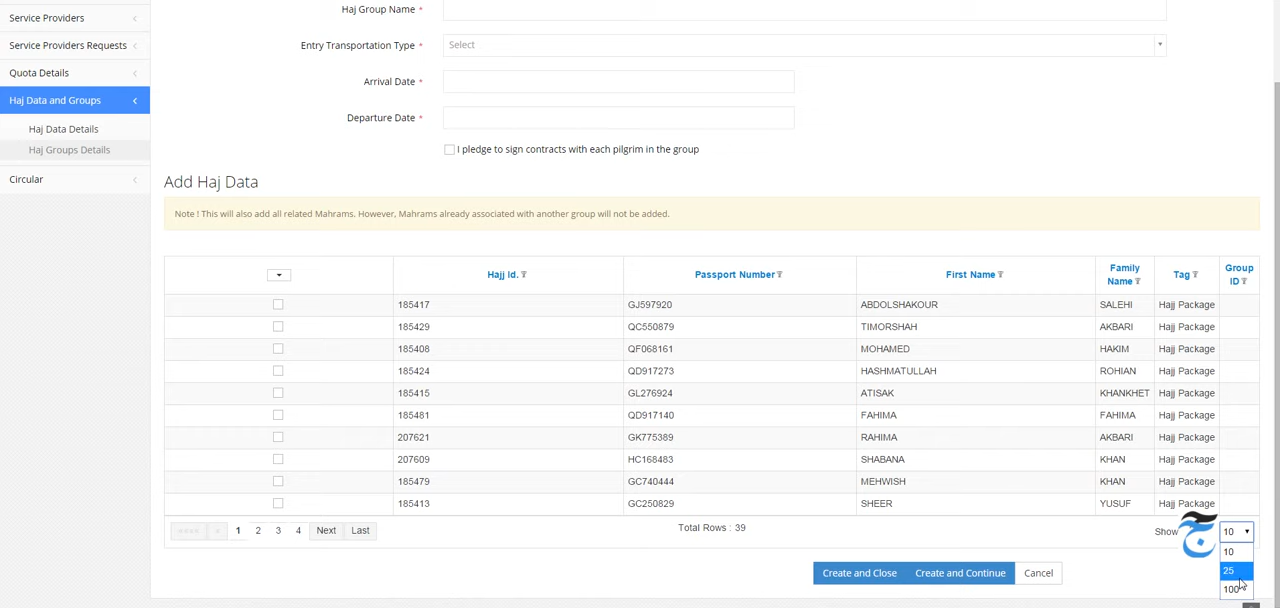 Service Providers
Haj Group Name *
Service Providers Requests
Entry Transportation Type * Select
Quota Details
Arrival Date *
Haj Data and Groups
Departure Date *
Haj Data Details
Haj Groups Details
I pledge to sign contracts with each pilgrim in the group
Circular
Add Haj Data
Note ! This will also add all related Mahrams. However, Mahrams already associated with another group will not be added.
Hajj Id. Passport Number First Name Family Name Tag Group ID
185417 GJ597920 ABDOLSHAKOUR SALEHI Hajj Package
185429 QC550879 TIMORSHAH AKBARI Hajj Package
185408 QF068161 MOHAMED HAKIM Hajj Package
185424 QD917273 HASHMATULLAH ROHIAN Hajj Package
185415 GL276924 ATISAK KHANKHET Hajj Package
185481 QD917140 FAHIMA FAHIMA Hajj Package
207621 GK775389 RAHIMA AKBARI Hajj Package
207609 HC168483 SHABANA KHAN Hajj Package
185479 GC740444 MEHWISH KHAN Hajj Package
185413 GC250829 SHEER YUSUF Hajj Package
1 2 3 4 Next Last Total Rows : 39 Show 10
10
25
100
Create and Close Create and Continue Cancel